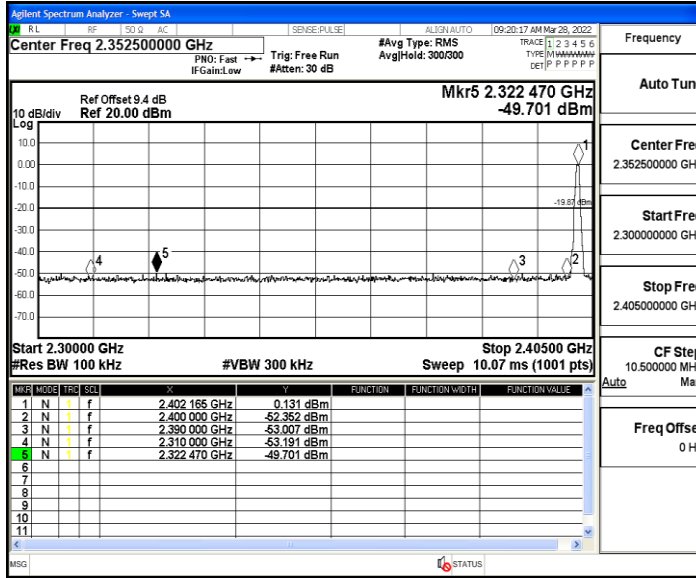 Agilent Spectrum Analyzer - Swept SA
RL RF 50 Ω AC SENSE:PULSE ALIGN AUTO 09:20:17 AM Mar 28, 2022
Center Freq 2.352500000 GHz
PNO: Fast
IFGain:Low
Trig: Free Run
#Atten: 30 dB
#Avg Type: RMS
Avg|Hold: 300/300
TRACE 1 2 3 4 5 6
TYPE
DET P P P P P P
Ref Offset 9.4 dB
10 dB/div Ref 20.00 dBm
Log
Mkr5 2.322 470 GHz
-49.701 dBm
10.0
0.00
-10.0
-20.0
-30.0
-40.0
-50.0
-60.0
-70.0
1
-19.87 dBm
4
5
3
2
Start 2.30000 GHz Stop 2.40500 GHz
#Res BW 100 kHz #VBW 300 kHz Sweep 10.07 ms (1001 pts)
MKR MODE TRC SCL X Y FUNCTION FUNCTION WIDTH FUNCTION VALUE
1 N 1 f 2.402 165 GHz 0.131 dBm
2 N 1 f 2.400 000 GHz -52.352 dBm
3 N 1 f 2.390 000 GHz -53.007 dBm
4 N 1 f 2.310 000 GHz -53.191 dBm
5 N 1 f 2.322 470 GHz -49.701 dBm
6
7
8
9
10
11
MSG STATUS
Frequency
Auto Tun
Center Fre
2.352500000 GH
Start Fre
2.300000000 GH
Stop Fre
2.405000000 GH
CF Ste
10.500000 MH
Auto Ma
Freq Offse
0 H